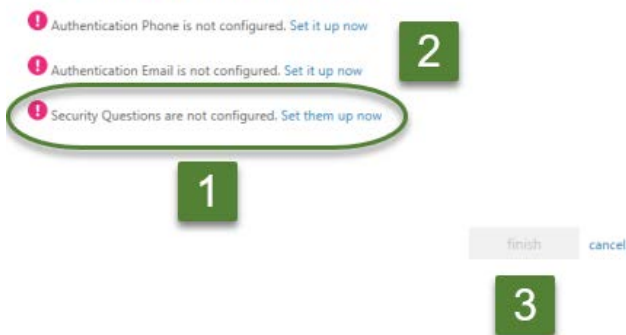 ! Authentication Phone is not configured. Set it up now
2
! Authentication Email is not configured. Set it up now
! Security Questions are not configured. Set them up now
1
finish cancel
3